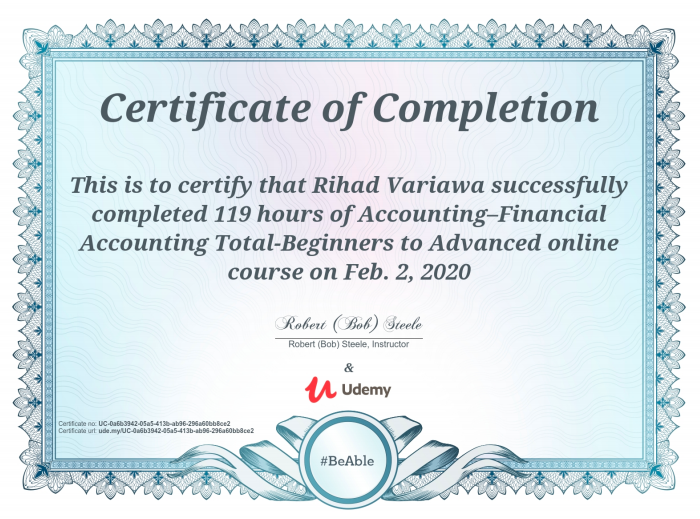 Certificate of Completion
This is to certify that Rihad Variawa successfully
completed 119 hours of Accounting–Financial
Accounting Total-Beginners to Advanced online
course on Feb. 2, 2020
Robert (Bob) Steele
Robert (Bob) Steele, Instructor
&
Udemy
Certificate no: UC-0a6b3942-05a5-413b-ab96-296a60bb8ce2
Certificate url: ude.my/UC-0a6b3942-05a5-413b-ab96-296a60bb8ce2
#BeAble